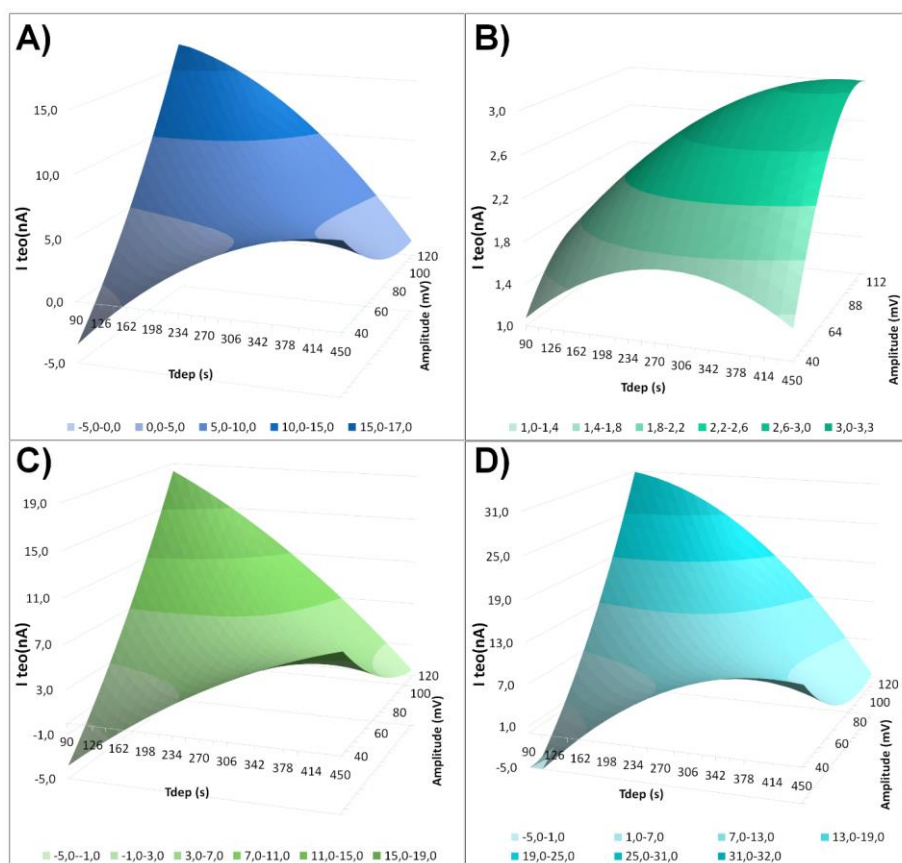 A)
15,0
10,0
5,0
0,0
-5,0
I teo(nA)
90 126 162 198 234 270 306 342 378 414 450
Tdep (s)
40
60
80
100
120
Amplitude (mV)
-5,0-0,0 0,0-5,0 5,0-10,0 10,0-15,0 15,0-17,0
B)
3,0
2,6
2,2
1,8
1,4
1,0
I teo(nA)
90 126 162 198 234 270 306 342 378 414 450
Tdep (s)
40
64
88
112
Amplitude (mV)
1,0-1,4 1,4-1,8 1,8-2,2 2,2-2,6 2,6-3,0 3,0-3,3
C)
19,0
15,0
11,0
7,0
3,0
-1,0
-5,0
I teo(nA)
90 126 162 198 234 270 306 342 378 414 450
Tdep (s)
40
60
80
100
120
Amplitude (mV)
-5,0--1,0 -1,0-3,0 3,0-7,0 7,0-11,0 11,0-15,0 15,0-19,0
D)
31,0
25,0
19,0
13,0
7,0
1,0
-5,0
I teo(nA)
90 126 162 198 234 270 306 342 378 414 450
Tdep (s)
40
60
80
100
120
Amplitude (mV)
-5,0-1,0 1,0-7,0 7,0-13,0 13,0-19,0
19,0-25,0 25,0-31,0 31,0-32,0